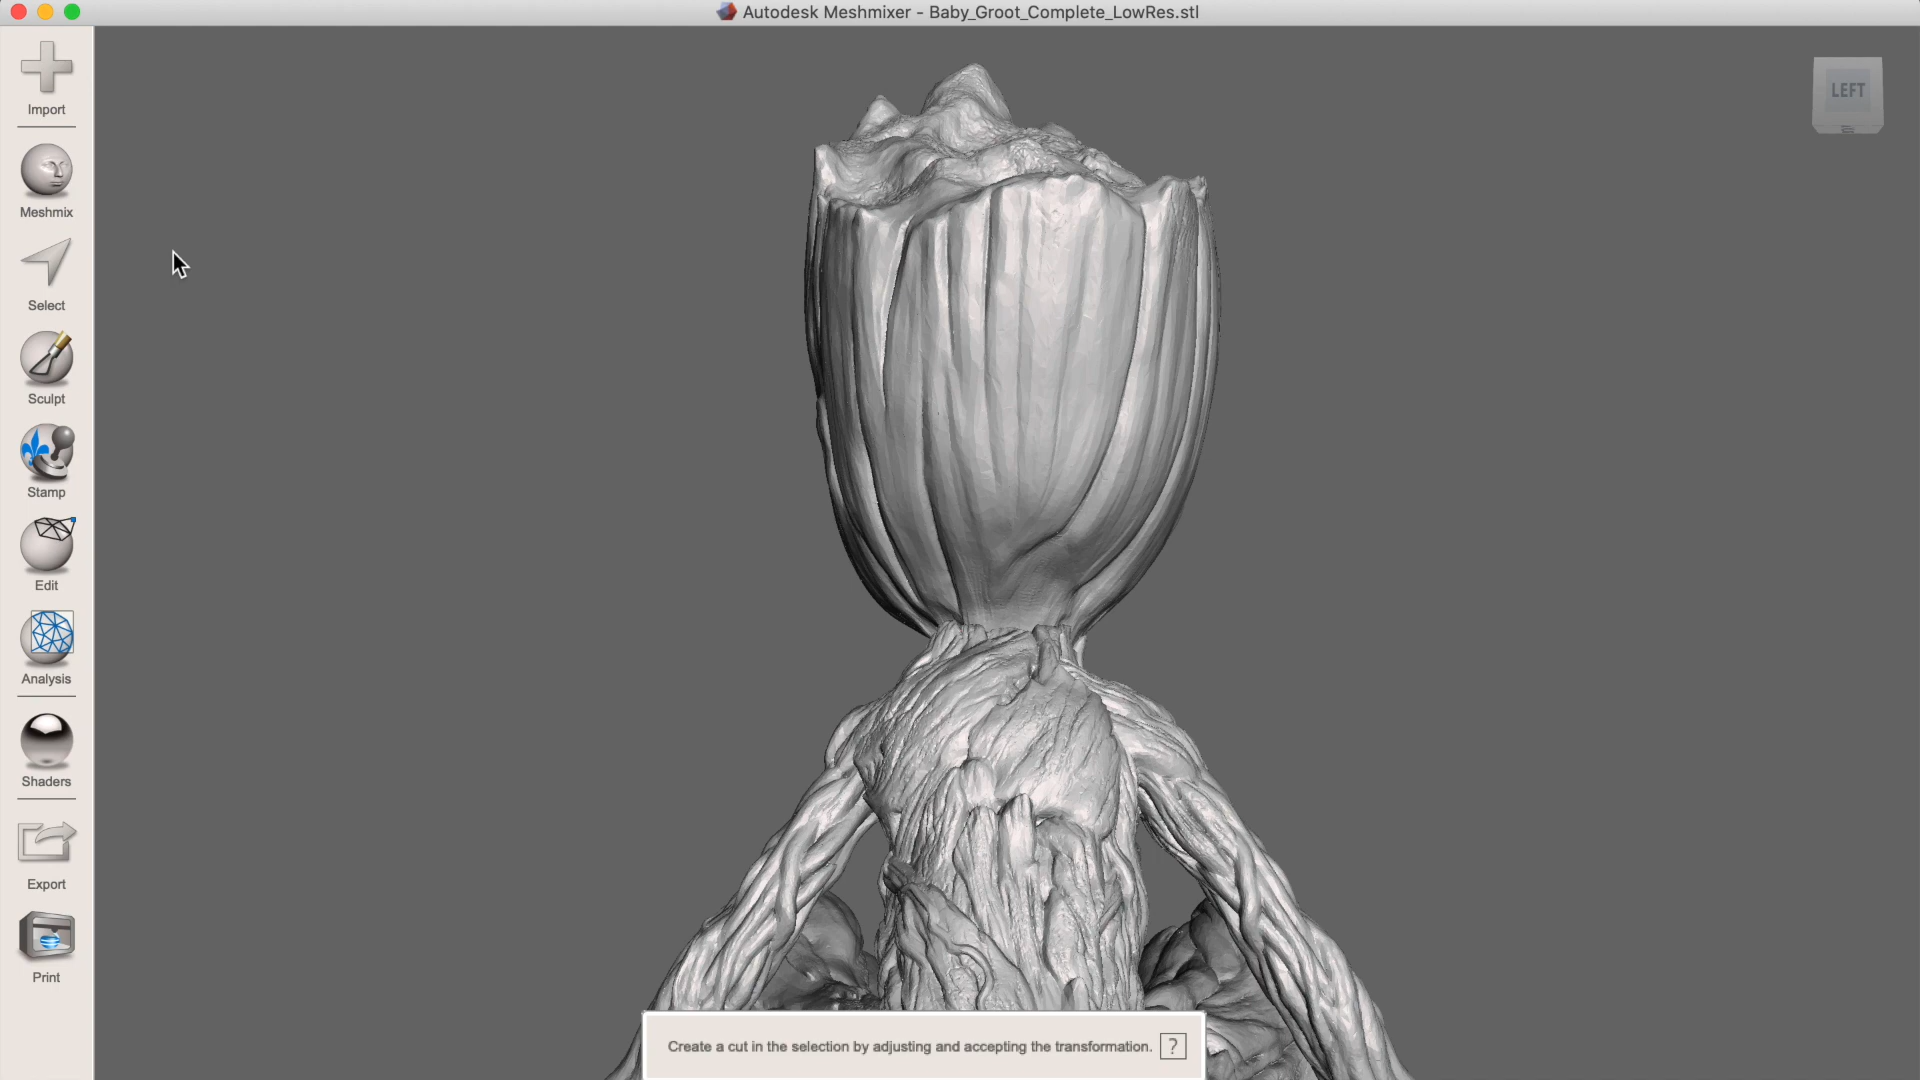 Autodesk Meshmixer - Baby_Groot_Complete_LowRes.stl
Import
Meshmix
Select
Sculpt
Stamp
Edit
Analysis
Shaders
Export
Print
LEFT
Create a cut in the selection by adjusting and accepting the transformation. ?